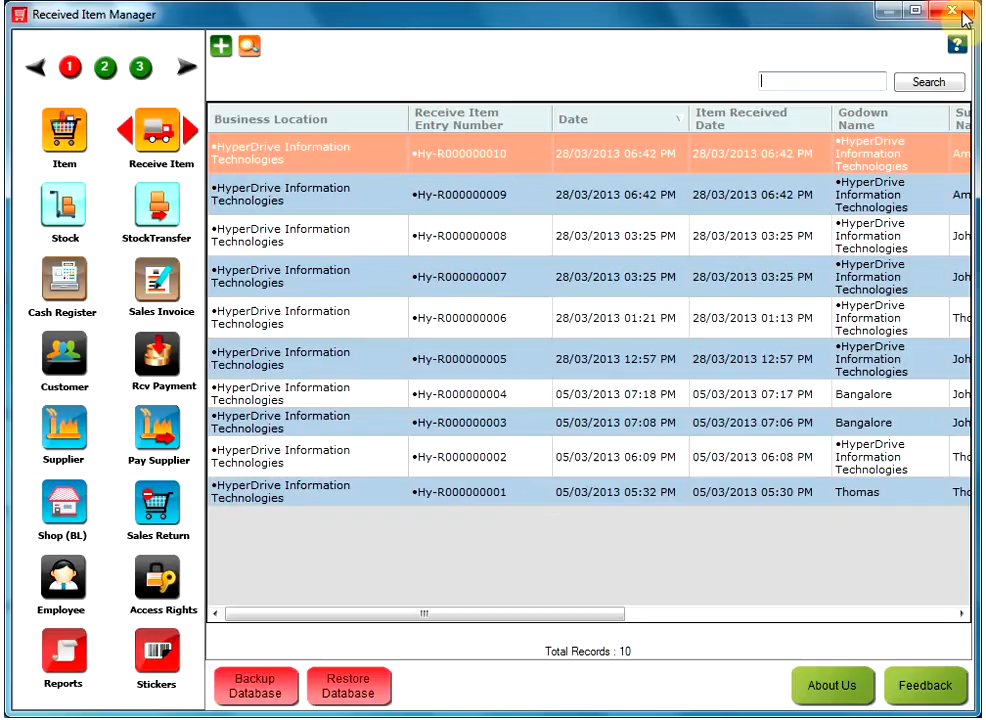 Received Item Manager
1 2 3
?
Search
Item
Receive Item
Stock
StockTransfer
Cash Register
Sales Invoice
Customer
Rcv Payment
Supplier
Pay Supplier
Shop (BL)
Sales Return
Employee
Access Rights
Reports
Stickers
Business Location
Receive Item
Entry Number
Date
Item Received
Date
Godown
Name
Su
Na
•HyperDrive Information
Technologies
•Hy-R000000010
28/03/2013 06:42 PM
28/03/2013 06:42 PM
•HyperDrive
Information
Technologies
Am
•HyperDrive Information
Technologies
•Hy-R000000009
28/03/2013 06:42 PM
28/03/2013 06:42 PM
•HyperDrive
Information
Technologies
Am
•HyperDrive Information
Technologies
•Hy-R000000008
28/03/2013 03:25 PM
28/03/2013 03:25 PM
•HyperDrive
Information
Technologies
Joh
•HyperDrive Information
Technologies
•Hy-R000000007
28/03/2013 03:25 PM
28/03/2013 03:25 PM
•HyperDrive
Information
Technologies
Joh
•HyperDrive Information
Technologies
•Hy-R000000006
28/03/2013 01:21 PM
28/03/2013 01:13 PM
•HyperDrive
Information
Technologies
Tho
•HyperDrive Information
Technologies
•Hy-R000000005
28/03/2013 12:57 PM
28/03/2013 12:57 PM
•HyperDrive
Information
Technologies
Joh
•HyperDrive Information
Technologies
•Hy-R000000004
05/03/2013 07:18 PM
05/03/2013 07:17 PM
Bangalore
Joh
•HyperDrive Information
Technologies
•Hy-R000000003
05/03/2013 07:08 PM
05/03/2013 07:06 PM
Bangalore
Joh
•HyperDrive Information
Technologies
•Hy-R000000002
05/03/2013 06:09 PM
05/03/2013 06:08 PM
•HyperDrive
Information
Technologies
Tho
•HyperDrive Information
Technologies
•Hy-R000000001
05/03/2013 05:32 PM
05/03/2013 05:30 PM
Thomas
Tho
Total Records : 10
Backup
Database
Restore
Database
About Us
Feedback